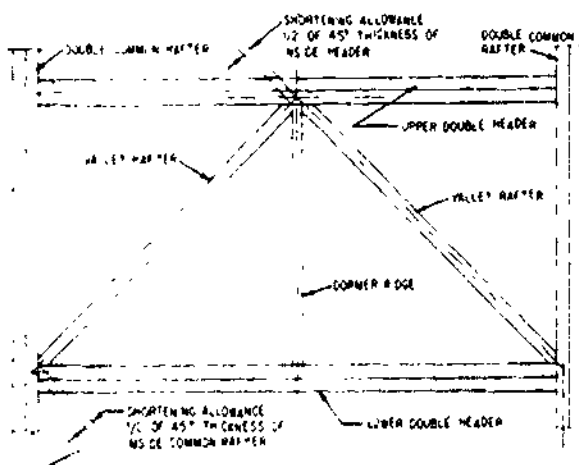 SHORTENING ALLOWANCE
1/2 OF 45° THICKNESS OF
INSIDE HEADER
DOUBLE COMMON RAFTER
DOUBLE COMMON
RAFTER
UPPER DOUBLE HEADER
VALLEY RAFTER
VALLEY RAFTER
DORMER RIDGE
SHORTENING ALLOWANCE
1/2 OF 45° THICKNESS OF
INSIDE COMMON RAFTER
LOWER DOUBLE HEADER